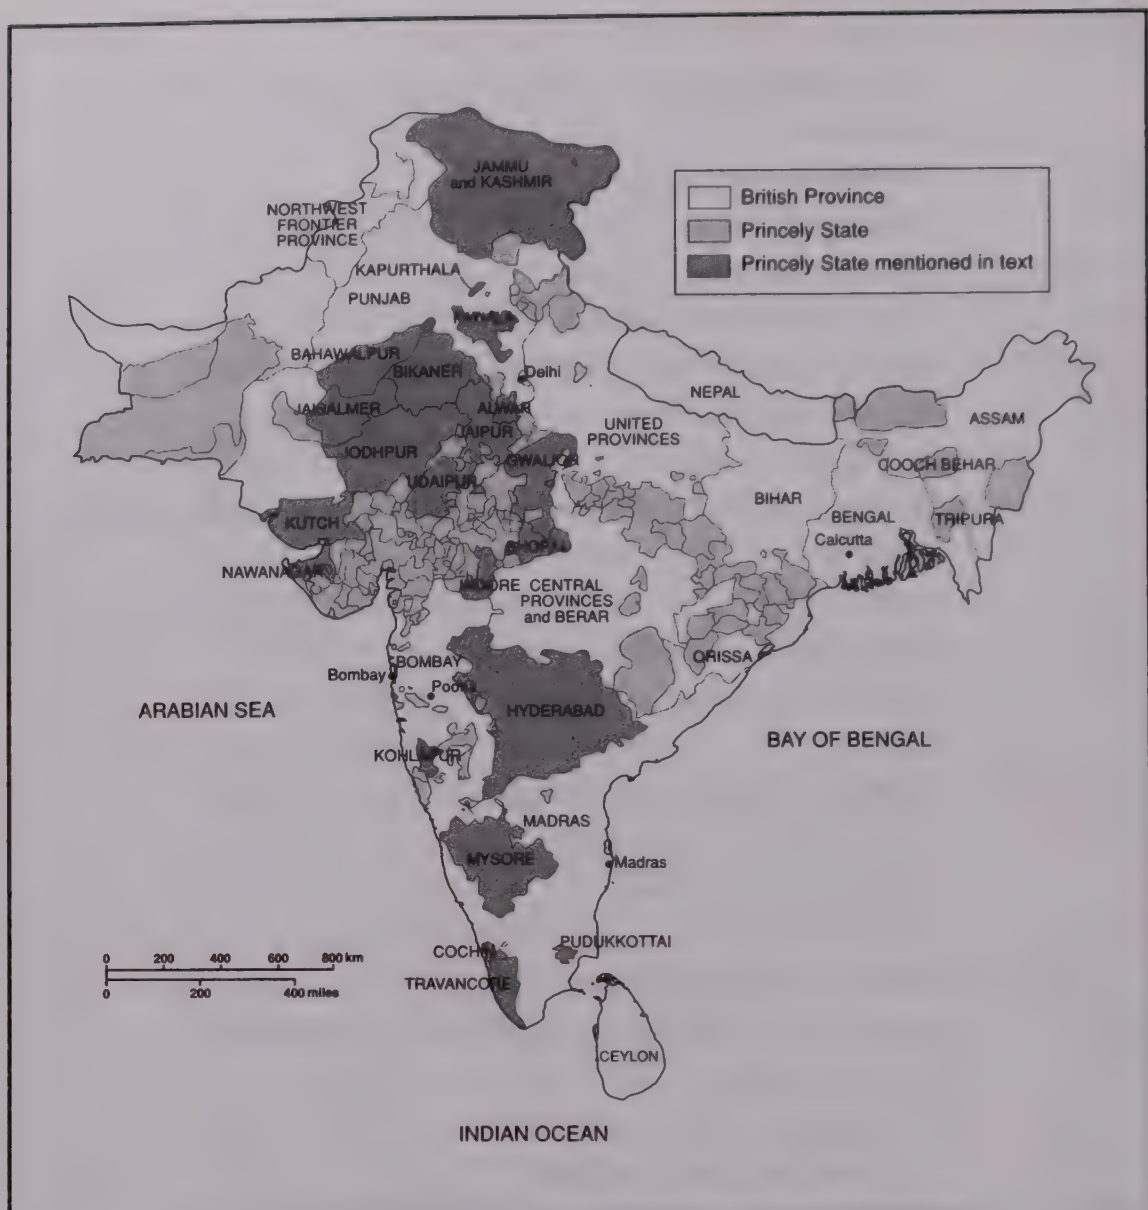 JAMMU
and KASHMIR
British Province
Princely State
Princely State mentioned in text
NORTHWEST
FRONTIER
PROVINCE
KAPURTHALA
PUNJAB
BAHAWALPUR
BIKANER
Delhi
NEPAL
JAISALMER
ALWAR
ASSAM
JAIPUR
UNITED
PROVINCES
JODHPUR
GWALIOR
COOCH BEHAR
UDAIPUR
BIHAR
BENGAL
TRIPURA
KUTCH
Calcutta
BHOPAL
NAWANAGAR
INDORE
CENTRAL
PROVINCES
and BERAR
ORISSA
BOMBAY
Bombay
ARABIAN SEA
HYDERABAD
BAY OF BENGAL
KOHLAPUR
MADRAS
MYSORE
Madras
COCHIN
PUDUKKOTTAI
0 200 400 600 800 km
TRAVANCORE
0 200 400 miles
CEYLON
INDIAN OCEAN